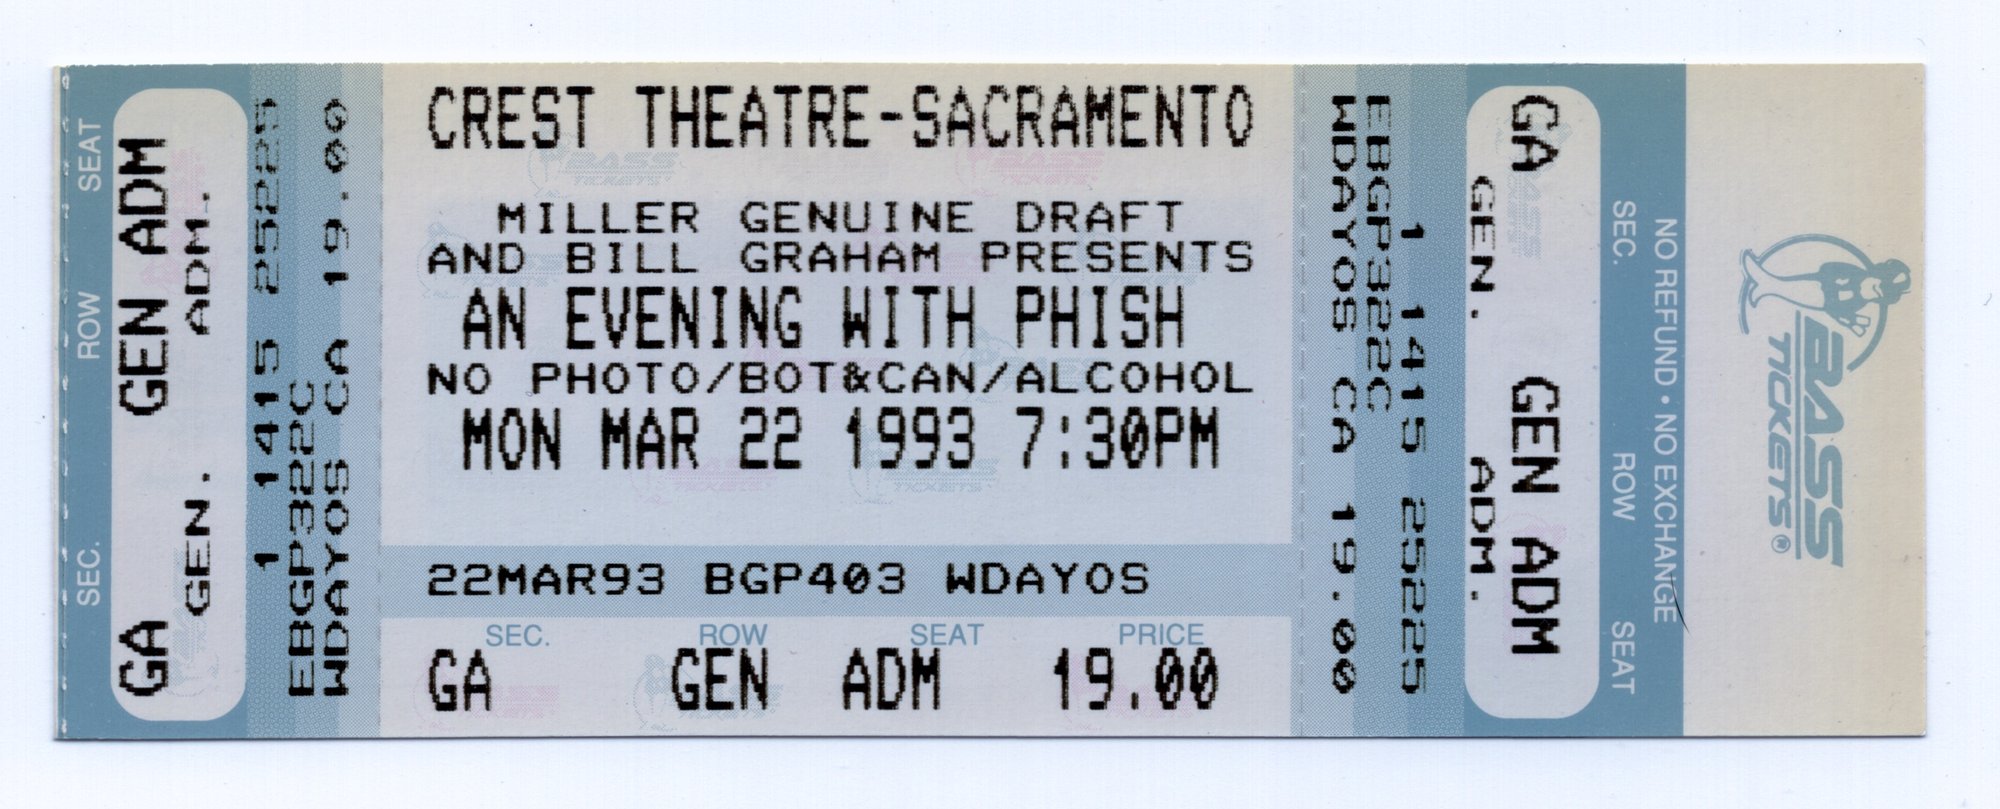 SEC. ROW SEAT
GA GEN ADM
GEN. ADM.
1 1415 25225
EBGP322C
WDAYOS CA 19.00
CREST THEATRE-SACRAMENTO
MILLER GENUINE DRAFT
AND BILL GRAHAM PRESENTS
AN EVENING WITH PHISH
NO PHOTO/BOT&CAN/ALCOHOL
MON MAR 22 1993 7:30PM
22MAR93 BGP403 WDAYOS
SEC. ROW SEAT PRICE
GA GEN ADM 19.00
WDAYOS CA 19.00
EBGP322C
1 1415 25225
GEN. ADM.
GA GEN ADM
SEC. ROW SEAT
NO REFUND • NO EXCHANGE
BASS
TICKETS®